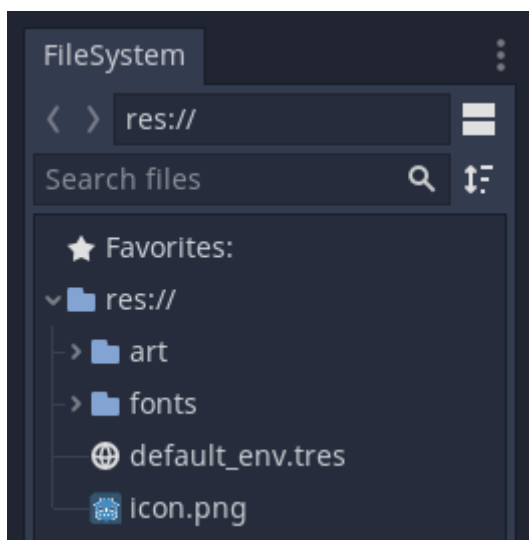 FileSystem
res://
Search files
Favorites:
res://
art
fonts
default_env.tres
icon.png